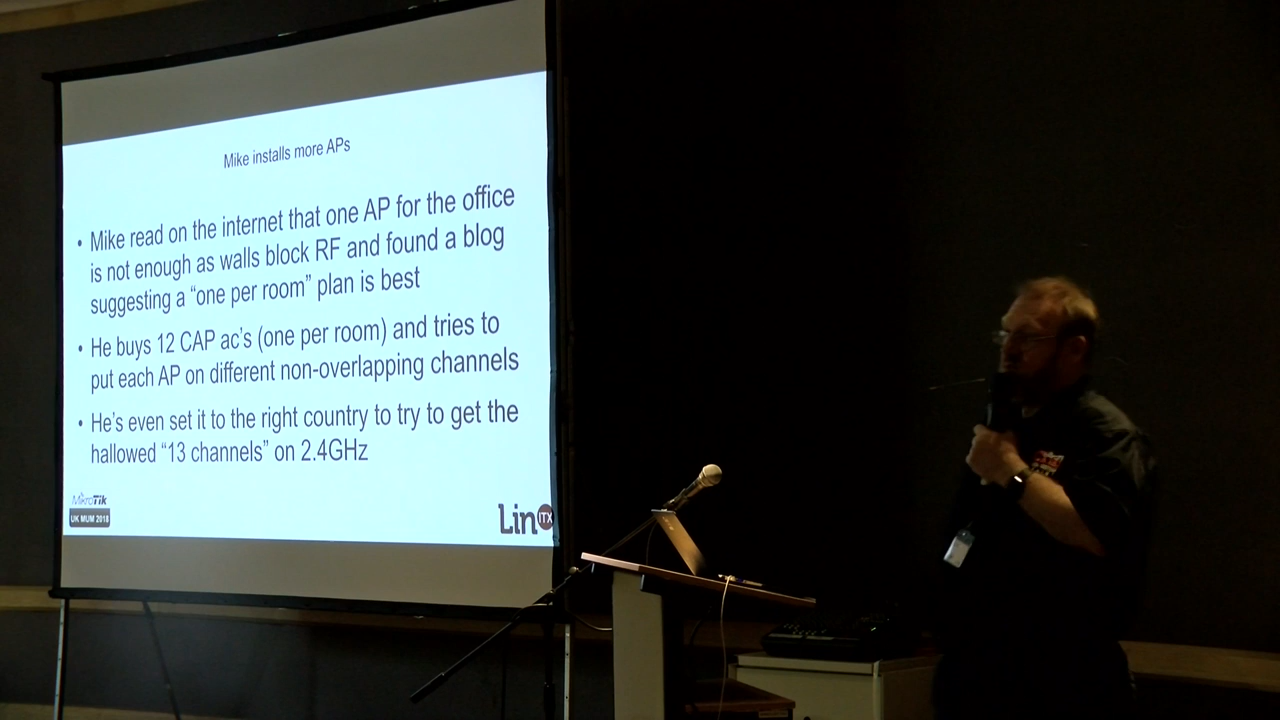 Mike installs more APs
• Mike read on the internet that one AP for the office
is not enough as walls block RF and found a blog
suggesting a “one per room” plan is best
• He buys 12 CAP ac’s (one per room) and tries to
put each AP on different non-overlapping channels
• He’s even set it to the right country to try to get the
hallowed “13 channels” on 2.4GHz
MikroTik
UK MUM 2018
Lin ITX